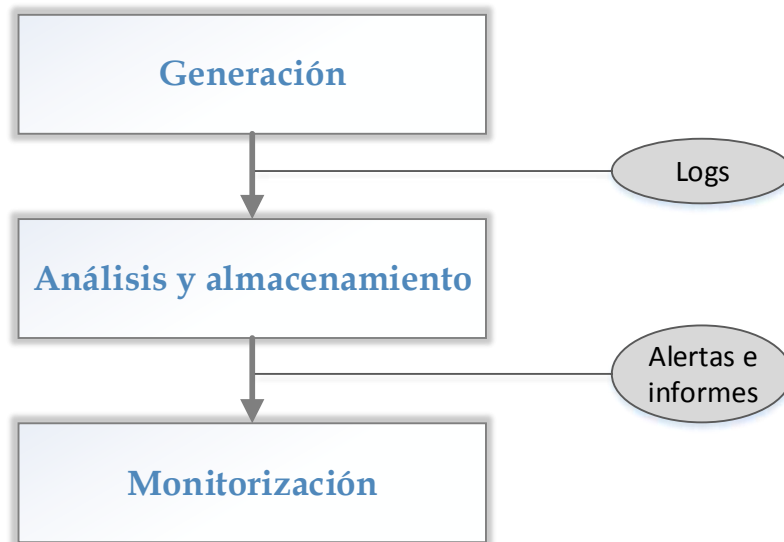 Generación
Logs
Análisis y almacenamiento
Alertas e
informes
Monitorización